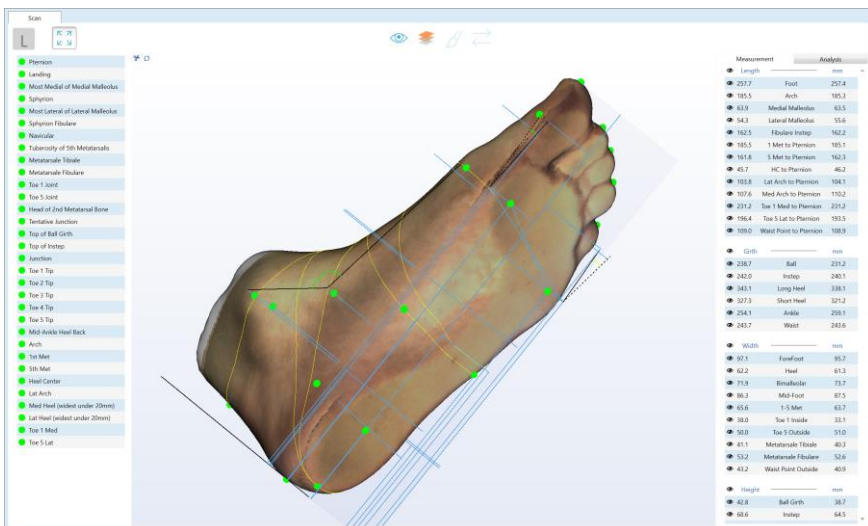 Scan
L
Pternion
Landing
Most Medial of Medial Malleolus
Sphyrion
Most Lateral of Lateral Malleolus
Sphyrion Fibulare
Navicular
Tuberosity of 5th Metatarsalis
Metatarsale Tibiale
Metatarsale Fibulare
Toe 1 Joint
Toe 5 Joint
Head of 2nd Metatarsal Bone
Tentative Junction
Top of Ball Girth
Top of Instep
Junction
Toe 1 Tip
Toe 2 Tip
Toe 3 Tip
Toe 4 Tip
Toe 5 Tip
Mid-Ankle Heel Back
Arch
1st Met
5th Met
Heel Center
Lat Arch
Med Heel (widest under 20mm)
Lat Heel (widest under 20mm)
Toe 1 Med
Toe 5 Lat
Measurement Analysis
Length mm
257.7 Foot 257.4
185.5 Arch 185.3
63.9 Medial Malleolus 63.5
54.3 Lateral Malleolus 55.6
162.5 Fibulare Instep 162.2
185.5 1 Met to Pternion 185.1
161.8 5 Met to Pternion 162.3
45.7 HC to Pternion 46.2
103.8 Lat Arch to Pternion 104.1
107.6 Med Arch to Pternion 110.2
231.2 Toe 1 Med to Pternion 231.2
196.4 Toe 5 Lat to Pternion 193.5
109.0 Waist Point to Pternion 108.9
Girth mm
238.7 Ball 231.2
242.0 Instep 240.1
343.1 Long Heel 338.1
327.3 Short Heel 321.2
254.1 Ankle 259.1
243.7 Waist 243.6
Width mm
97.1 ForeFoot 95.7
62.2 Heel 61.3
71.9 Bimalleolar 73.7
86.3 Mid-Foot 87.5
65.6 1-5 Met 63.7
38.0 Toe 1 Inside 33.1
50.0 Toe 5 Outside 51.0
41.1 Metatarsale Tibiale 40.3
53.2 Metatarsale Fibulare 52.6
43.2 Waist Point Outside 40.9
Height mm
42.8 Ball Girth 38.7
68.6 Instep 64.5